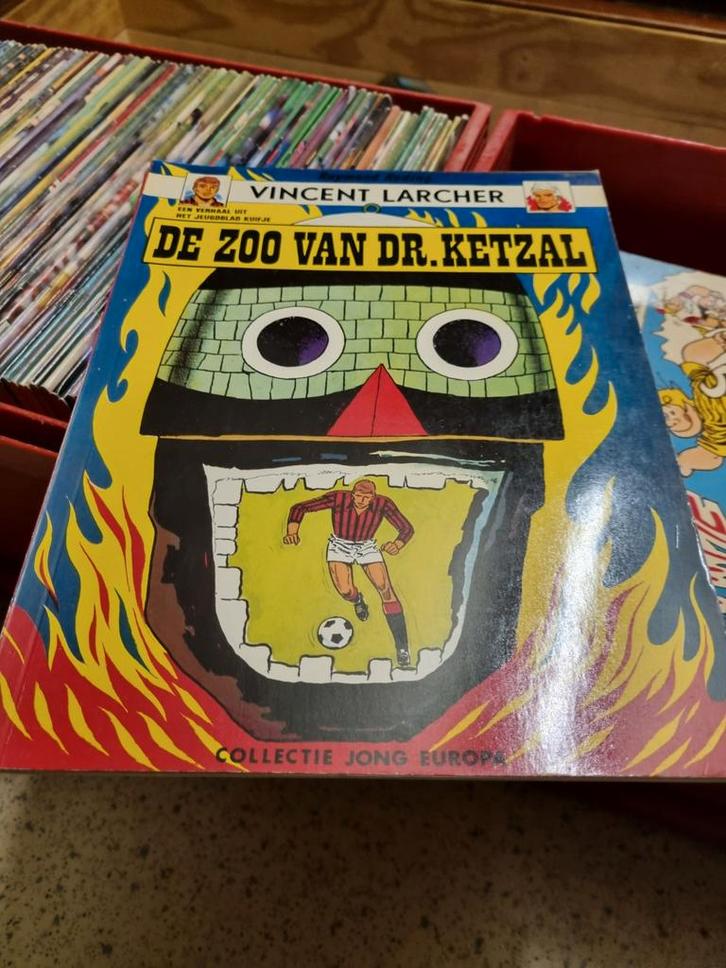 Raymond Reding
VINCENT LARCHER
EEN VERHAAL UIT
HET JEUGDBLAD KUIFJE
DE ZOO VAN DR. KETZAL
COLLECTIE JONG EUROPA